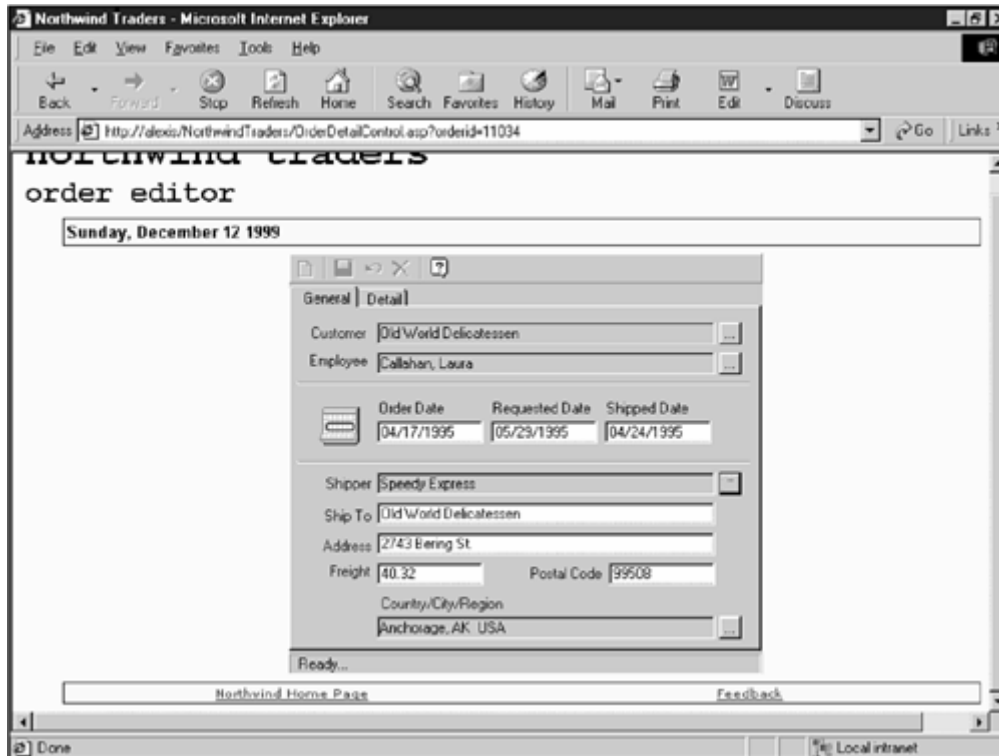 Northwind Traders - Microsoft Internet Explorer
File Edit View Favorites Tools Help
Back Forward Stop Refresh Home Search Favorites History Mail Print Edit Discuss
Address http://alexis/NorthwindTraders/OrderDetailControl.asp?orderid=11034 Go Links
northwind traders
order editor
Sunday, December 12 1999
General Detail
Customer Old World Delicatessen ...
Employee Callahan, Laura ...
Order Date Requested Date Shipped Date
04/17/1995 05/29/1995 04/24/1995
Shipper Speedy Express
Ship To Old World Delicatessen
Address 2743 Bering St.
Freight 40.32 Postal Code 99508
Country/City/Region
Anchorage, AK USA ...
Ready...
Northwind Home Page Feedback
Done Local intranet